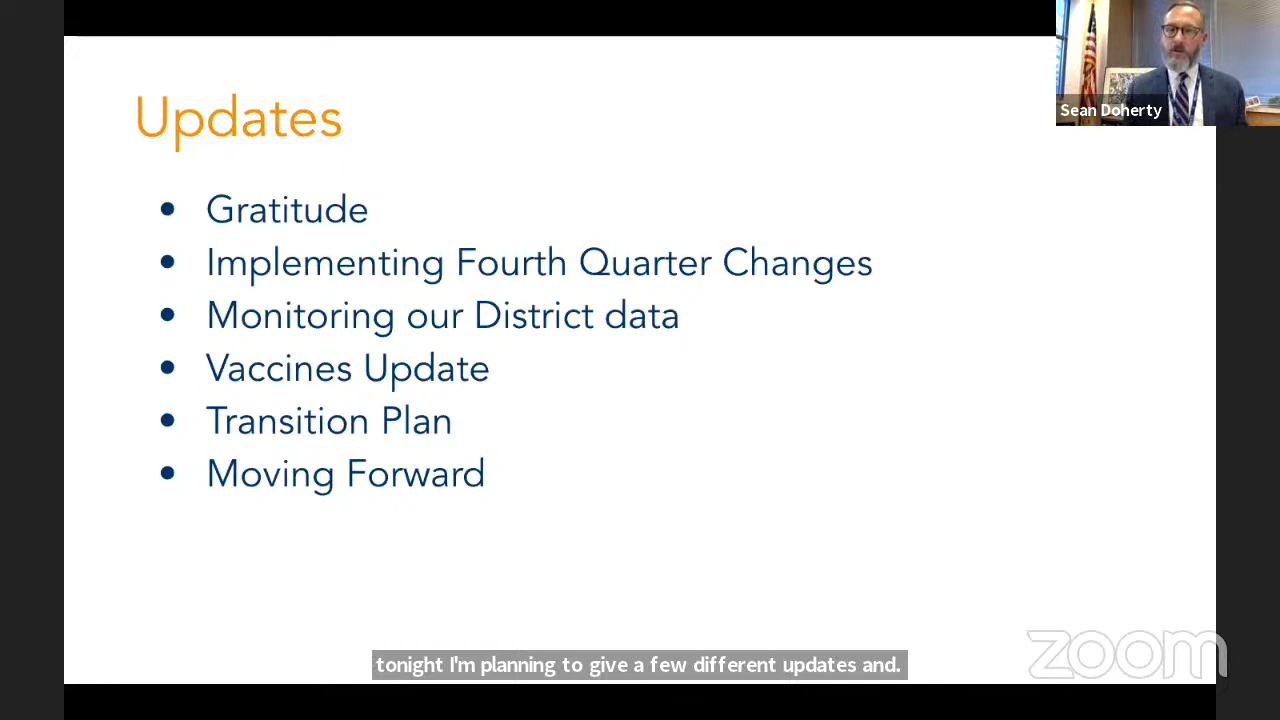 Updates
Sean Doherty
• Gratitude
• Implementing Fourth Quarter Changes
• Monitoring our District data
• Vaccines Update
• Transition Plan
• Moving Forward
tonight I'm planning to give a few different updates and.
zoom